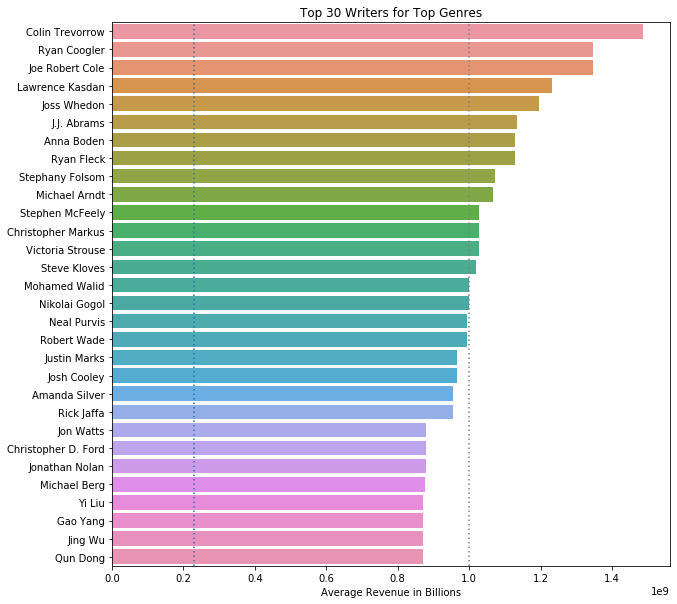 Top 30 Writers for Top Genres
Colin Trevorrow
Ryan Coogler
Joe Robert Cole
Lawrence Kasdan
Joss Whedon
J.J. Abrams
Anna Boden
Ryan Fleck
Stephany Folsom
Michael Arndt
Stephen McFeely
Christopher Markus
Victoria Strouse
Steve Kloves
Mohamed Walid
Nikolai Gogol
Neal Purvis
Robert Wade
Justin Marks
Josh Cooley
Amanda Silver
Rick Jaffa
Jon Watts
Christopher D. Ford
Jonathan Nolan
Michael Berg
Yi Liu
Gao Yang
Jing Wu
Qun Dong
0.0 0.2 0.4 0.6 0.8 1.0 1.2 1.4
1e9
Average Revenue in Billions